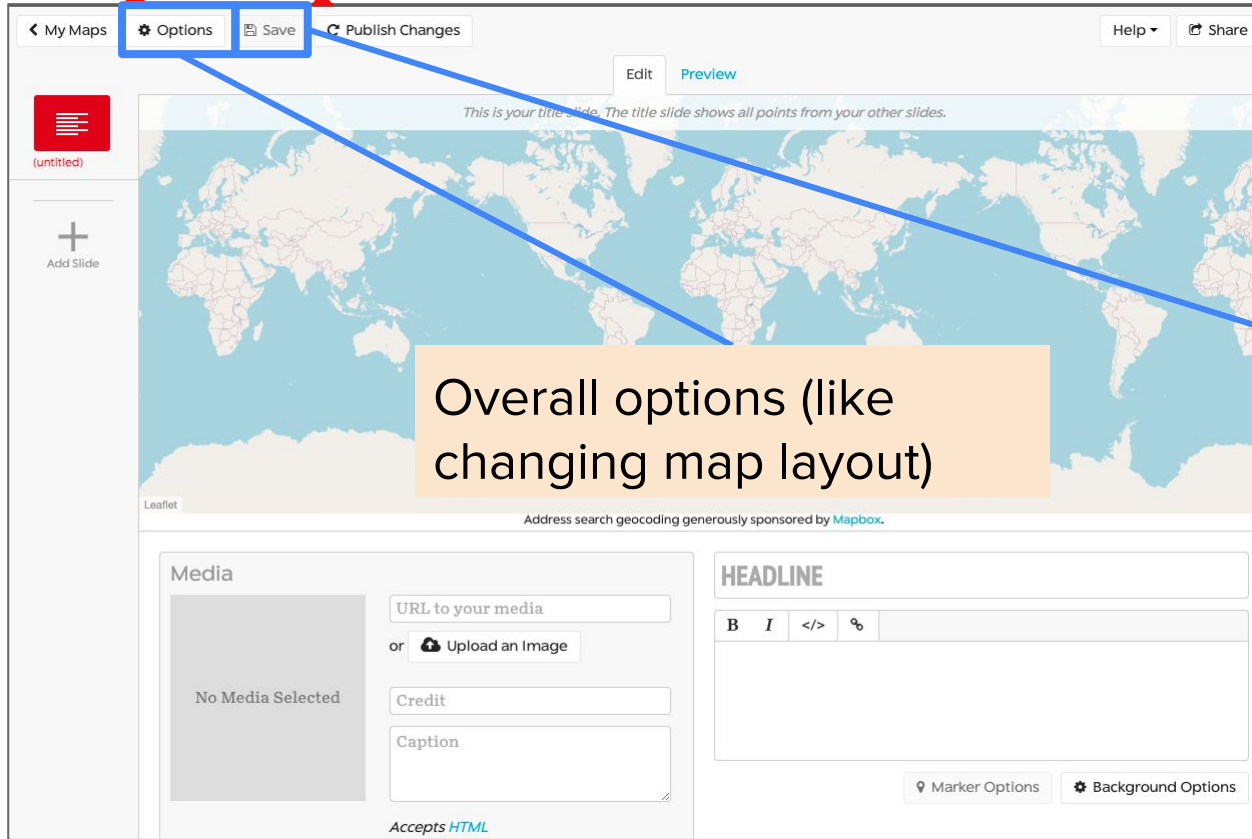 My Maps
Options
Save
Publish Changes
Help
Share
Edit
Preview
This is your title slide. The title slide shows all points from your other slides.
(untitled)
Add Slide
Overall options (like
changing map layout)
Leaflet
Address search geocoding generously sponsored by Mapbox.
Media
No Media Selected
URL to your media
or Upload an Image
Credit
Caption
Accepts HTML
HEADLINE
B I </>
Marker Options
Background Options